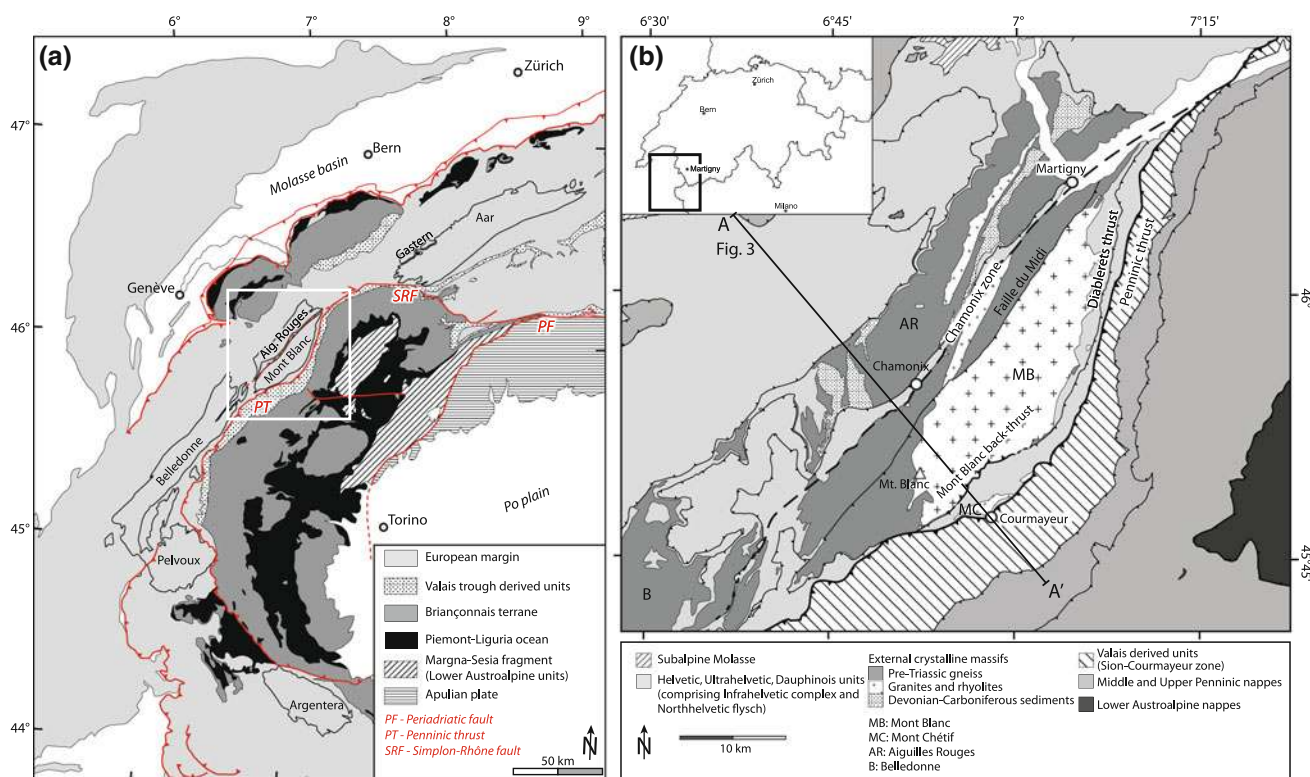 6°
7°
8°
9°
(a)
Zürich
47°
Bern
Molasse basin
Aar
Gastern
Genève
SRF
46°
PF
Aig. Rouges
Mont Blanc
PT
Belledonne
Po plain
45°
Torino
Pelvoux
Argentera
44°
European margin
Valais trough derived units
Briançonnais terrane
Piemont-Liguria ocean
Margna-Sesia fragment
(Lower Austroalpine units)
Apulian plate
PF - Periadriatic fault
PT - Penninic thrust
SRF - Simplon-Rhône fault
N
50 km
6°30'
6°45'
7°
7°15'
(b)
Zürich
Bern
Martigny
Milano
Martigny
A
Fig. 3
Chamonix zone
Faille du Midi
Diablerets thrust
Penninic thrust
46°
AR
Chamonix
MB
Mont Blanc back-thrust
Mt. Blanc
MC
Courmayeur
45°45'
B
A'
Subalpine Molasse
Helvetic, Ultrahelvetic, Dauphinois units
(comprising Infrahelvetic complex and
Northhelvetic flysch)
N
10 km
External crystalline massifs
Pre-Triassic gneiss
Granites and rhyolites
Devonian-Carboniferous sediments
MB: Mont Blanc
MC: Mont Chétif
AR: Aiguilles Rouges
B: Belledonne
Valais derived units
(Sion-Courmayeur zone)
Middle and Upper Penninic nappes
Lower Austroalpine nappes